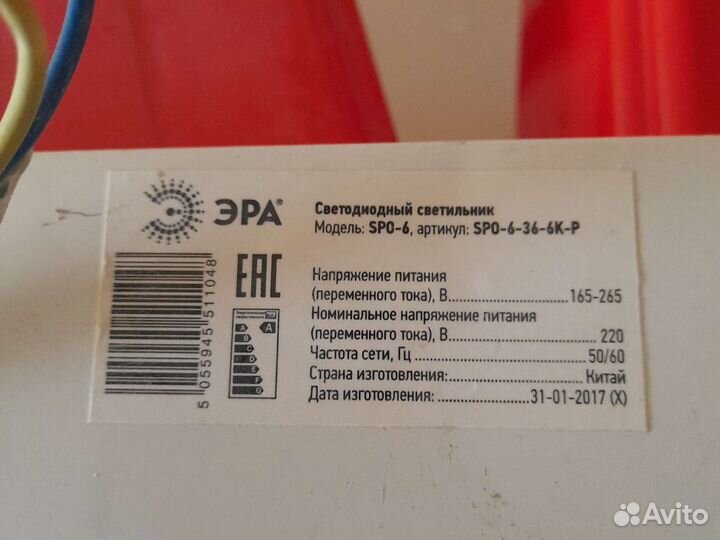 ЭРА®
Светодиодный светильник
Модель: SPO-6, артикул: SPO-6-36-6K-P
EAC
Напряжение питания
(переменного тока), В 165-265
Номинальное напряжение питания
(переменного тока), В 220
Частота сети, Гц 50/60
Страна изготовления: Китай
Дата изготовления: 31-01-2017 (X)
5 055945 511048
A
A
B
C
D
E
F
G
Avito